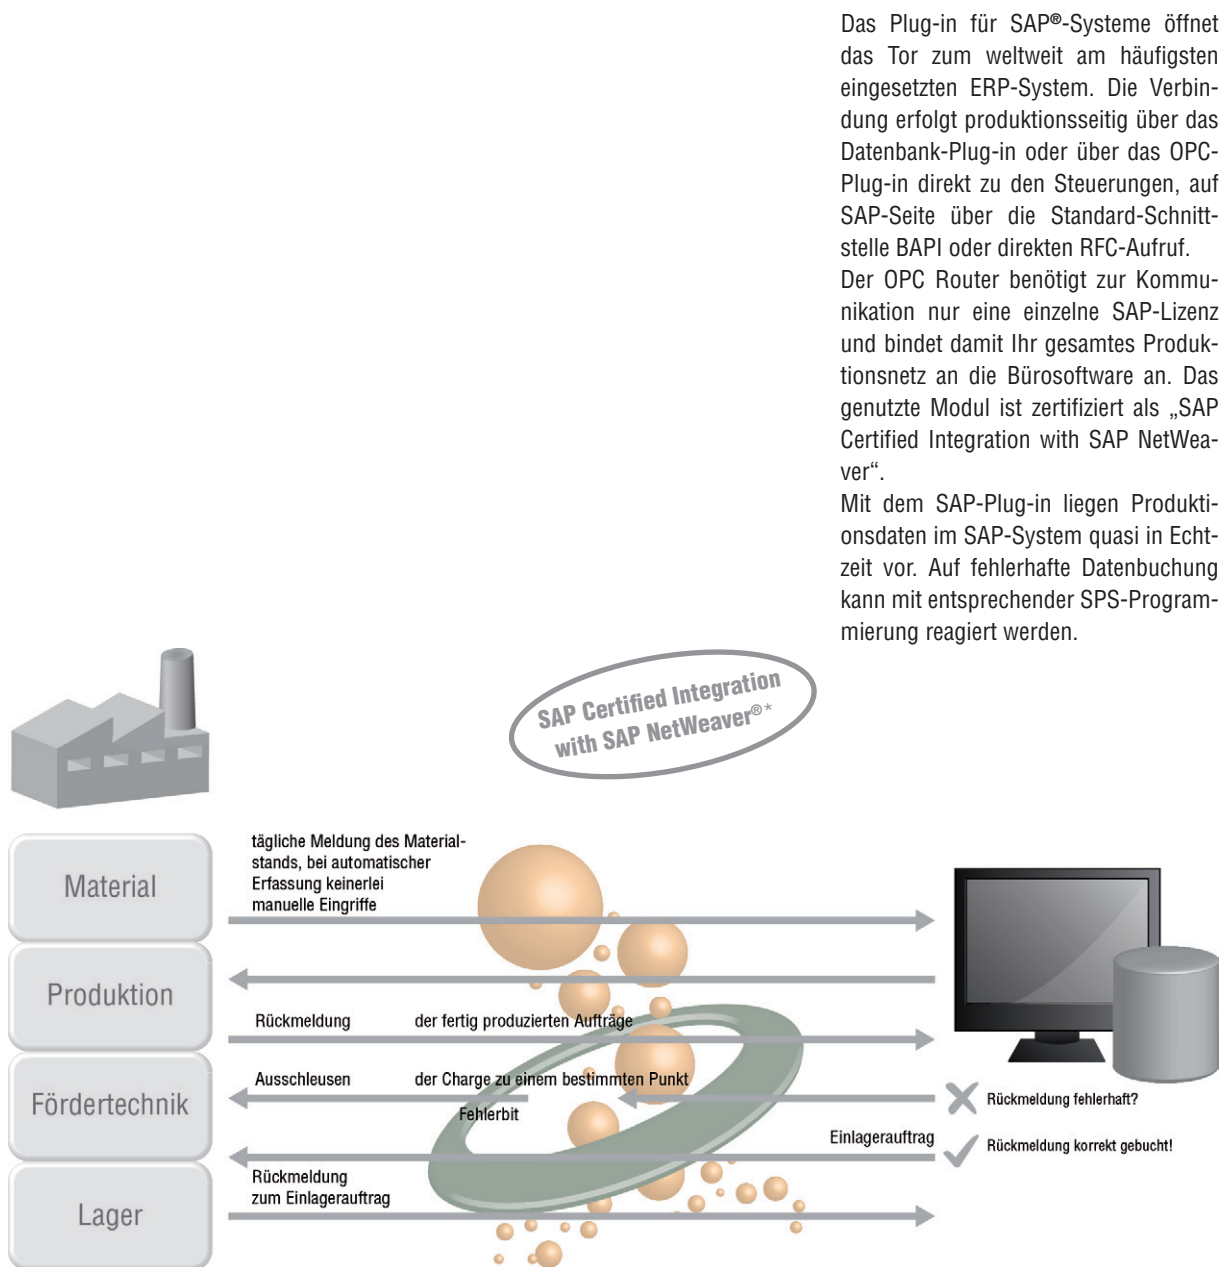 Das Plug-in für SAP®-Systeme öffnet
das Tor zum weltweit am häufigsten
eingesetzten ERP-System. Die Verbin-
dung erfolgt produktionsseitig über das
Datenbank-Plug-in oder über das OPC-
Plug-in direkt zu den Steuerungen, auf
SAP-Seite über die Standard-Schnitt-
stelle BAPI oder direkten RFC-Aufruf.
Der OPC Router benötigt zur Kommu-
nikation nur eine einzelne SAP-Lizenz
und bindet damit Ihr gesamtes Produk-
tionsnetz an die Bürosoftware an. Das
genutzte Modul ist zertifiziert als „SAP
Certified Integration with SAP NetWea-
ver“.
Mit dem SAP-Plug-in liegen Produkti-
onsdaten im SAP-System quasi in Echt-
zeit vor. Auf fehlerhafte Datenbuchung
kann mit entsprechender SPS-Program-
mierung reagiert werden.
SAP Certified Integration
with SAP NetWeaver®*
tägliche Meldung des Material-
stands, bei automatischer
Erfassung keinerlei
manuelle Eingriffe
Material
Produktion
Rückmeldung der fertig produzierten Aufträge
Ausschleusen der Charge zu einem bestimmten Punkt
Fördertechnik
Fehlerbit
Rückmeldung fehlerhaft?
Einlagerauftrag
Rückmeldung korrekt gebucht!
Rückmeldung
zum Einlagerauftrag
Lager